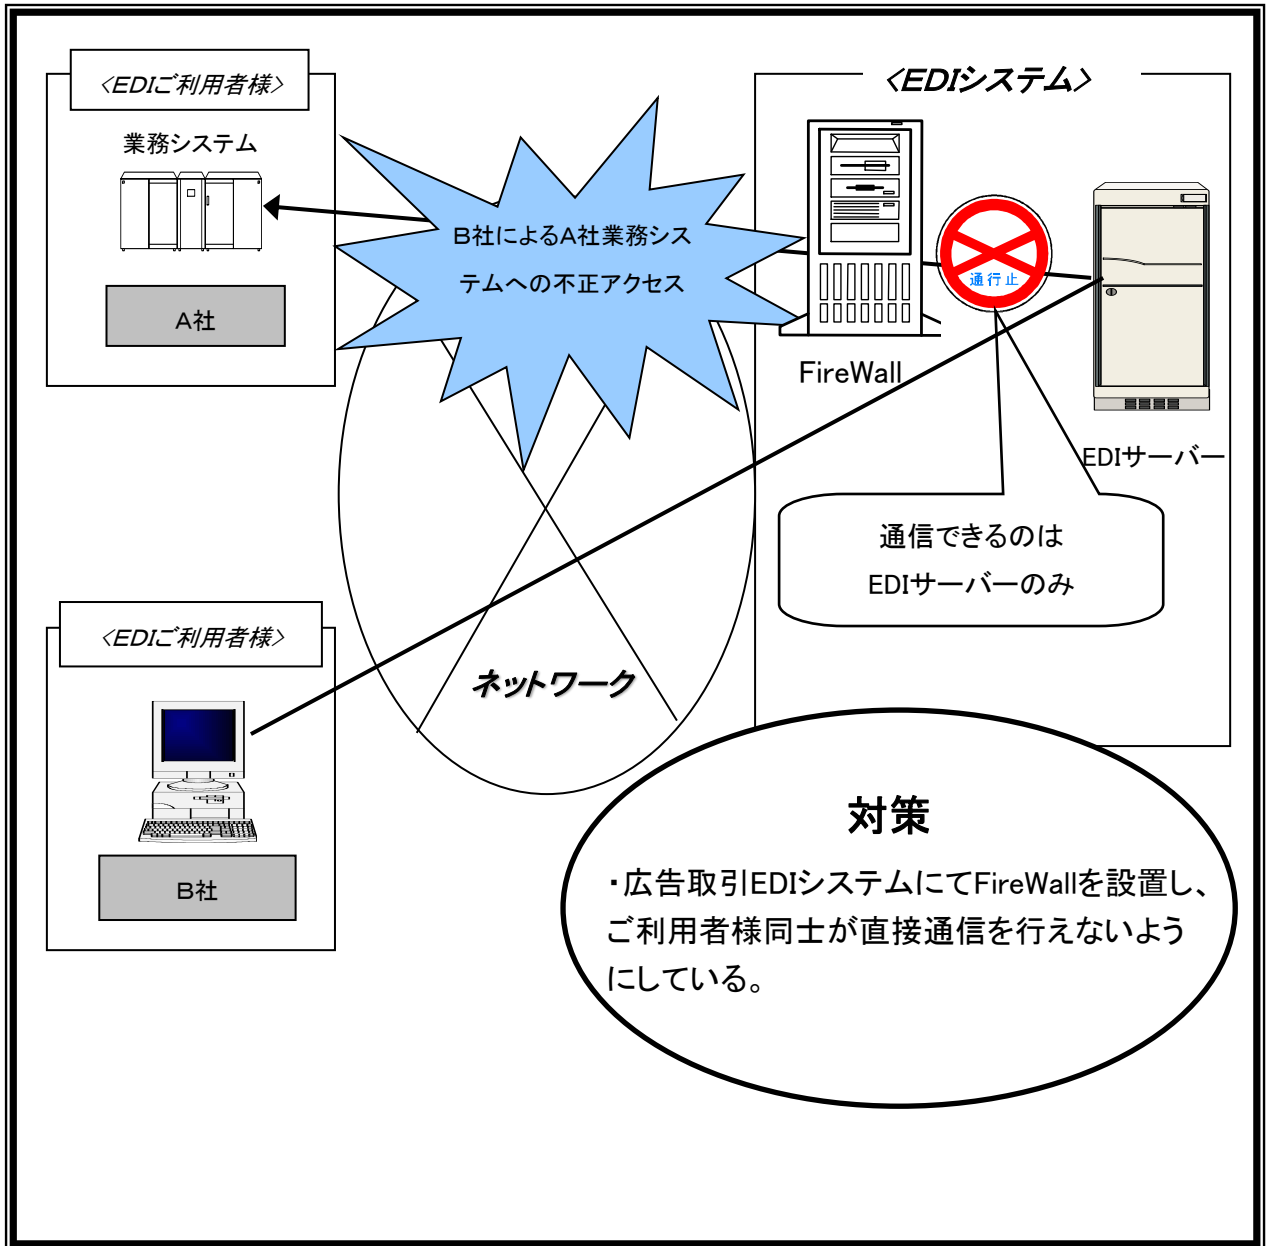 〈EDIご利用者様〉
業務システム
A社
B社によるA社業務シス
テムへの不正アクセス
〈EDIシステム〉
通行止
FireWall
EDIサーバー
通信できるのは
EDIサーバーのみ
〈EDIご利用者様〉
B社
ネットワーク
対策
・広告取引EDIシステムにてFireWallを設置し、
ご利用者様同士が直接通信を行えないよう
にしている。